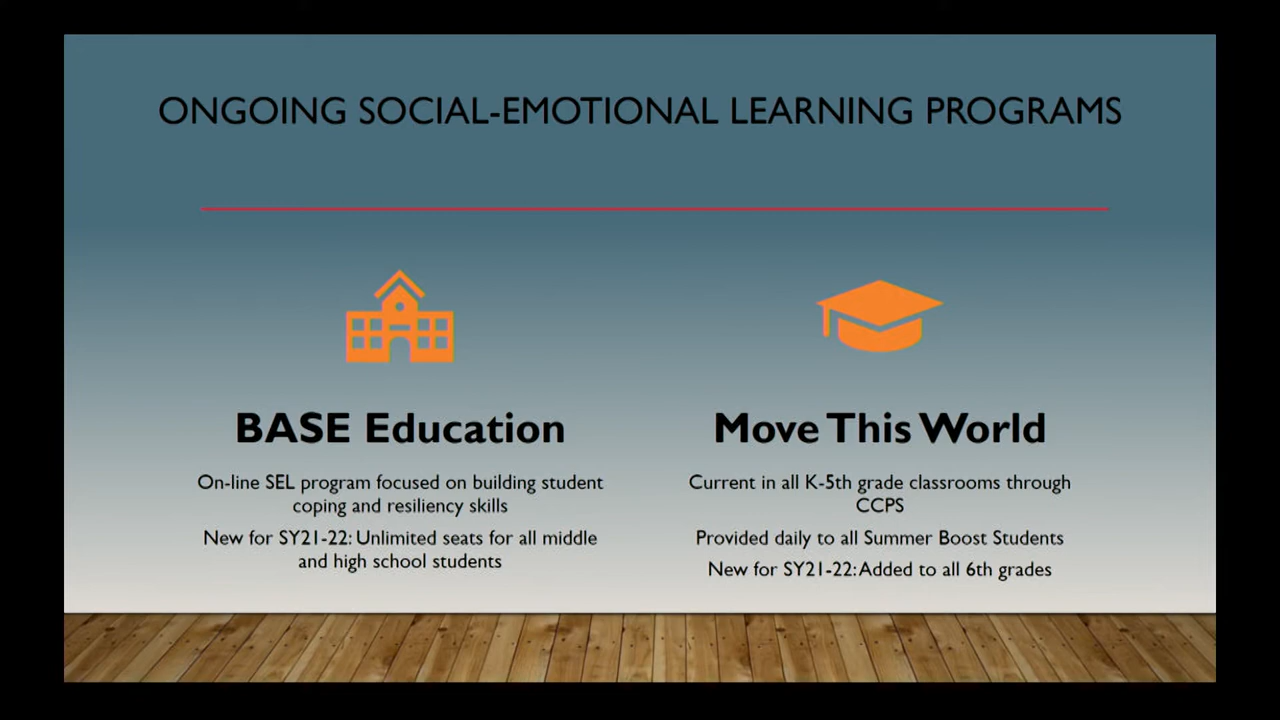 ONGOING SOCIAL-EMOTIONAL LEARNING PROGRAMS
BASE Education
On-line SEL program focused on building student
coping and resiliency skills
New for SY21-22: Unlimited seats for all middle
and high school students
Move This World
Current in all K-5th grade classrooms through
CCPS
Provided daily to all Summer Boost Students
New for SY21-22: Added to all 6th grades